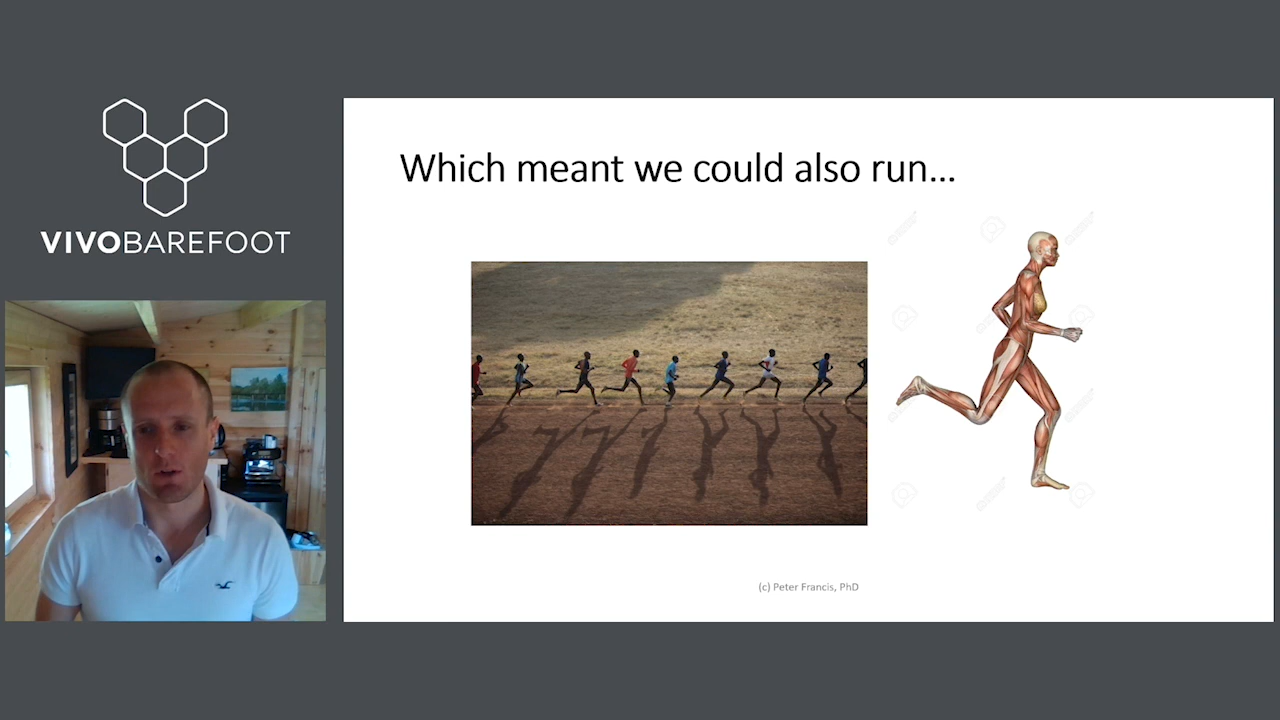 VIVOBAREFOOT
Which meant we could also run...
(c) Peter Francis, PhD